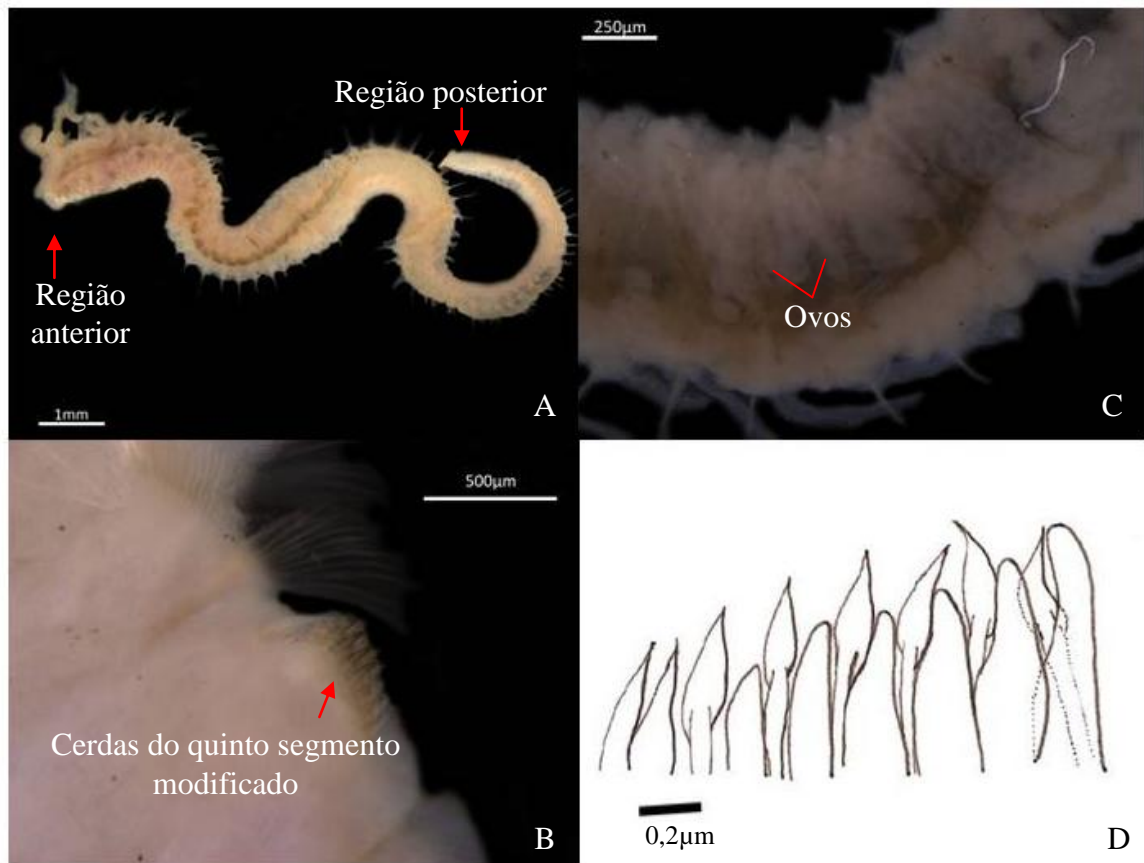 Região posterior
Região
anterior
1mm
A
250µm
Ovos
C
500µm
Cerdas do quinto segmento
modificado
B
0,2µm
D